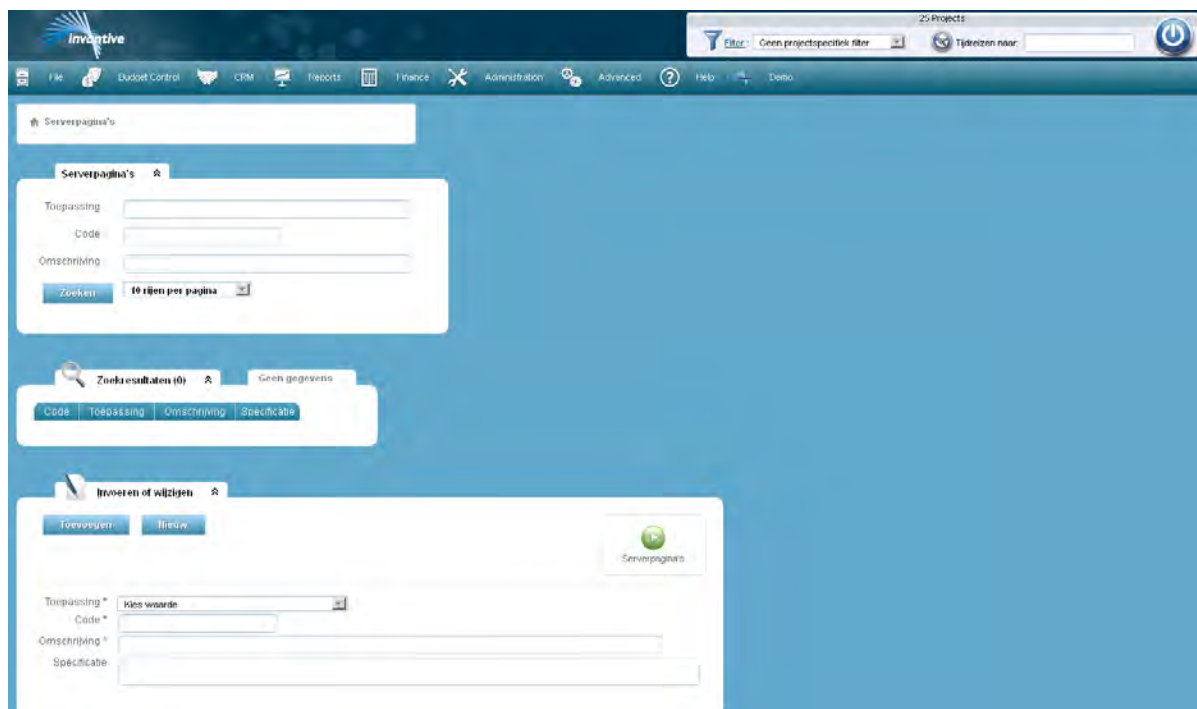 invantive
25 Projects
Filter: Geen projectspecifiek filter Tijdreizen naar:
File Budget Control CRM Reports Finance Administration Advanced Help Demo
Serverpagina's
Serverpagina's
Toepassing
Code
Omschrijving
Zoeken 10 rijen per pagina
Zoekresultaten (0) Geen gegevens
Code Toepassing Omschrijving Specificatie
Invoeren of wijzigen
Toevoegen Nieuw
Serverpagina's
Toepassing * Kies waarde
Code *
Omschrijving *
Specificatie